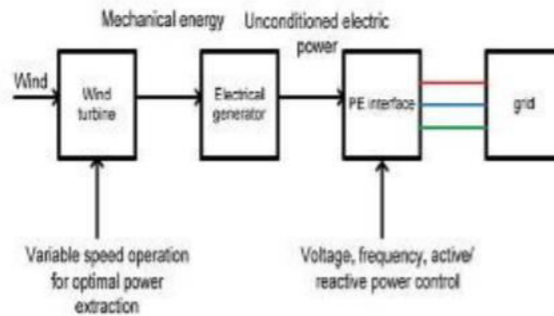 Mechanical energy
Unconditioned electric
power
Wind
Wind
turbine
Electrical
generator
PE interface
grid
Variable speed operation
for optimal power
extraction
Voltage, frequency, active/
reactive power control